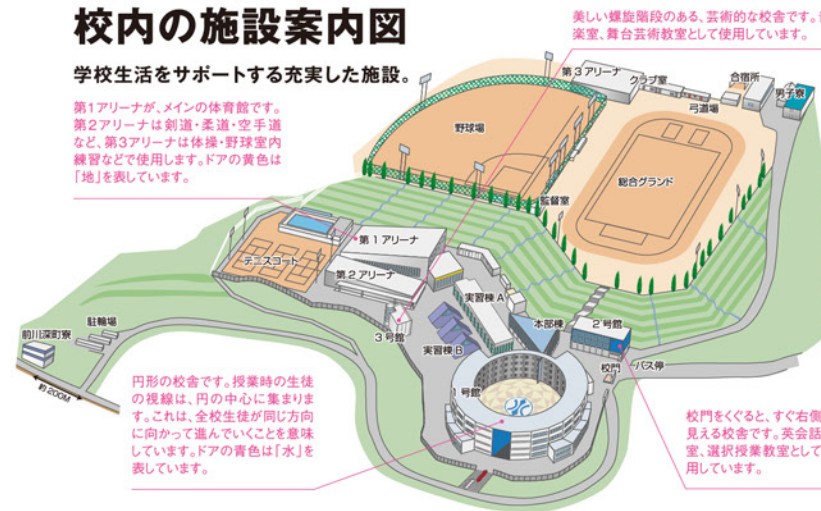 校内の施設案内図
学校生活をサポートする充実した施設。
第1アリーナが、メインの体育館です。
第2アリーナは剣道・柔道・空手道
など、第3アリーナは体操・野球室内
練習などで使用します。ドアの黄色は
「地」を表しています。
美しい螺旋階段のある、芸術的な校舎です。
楽室、舞台芸術教室として使用しています。
第3アリーナ
クラブ室
合宿所
男子寮
弓道場
野球場
総合グランド
監督室
テニスコート
第1アリーナ
第2アリーナ
3号館
実習棟A
実習棟B
本部棟
2号館
校門
バス停
1号館
駐輪場
前川深町寮
約200M
円形の校舎です。授業時の生徒
の視線は、円の中心に集まりま
す。これは、全校生徒が同じ方向
に向かって進んでいくことを意味
しています。ドアの青色は「水」を
表しています。
校門をくぐると、すぐ右側
見える校舎です。英会話
室、選択授業教室として
用しています。